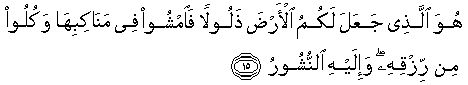 هُوَ ٱلَّذِى جَعَلَ لَكُمُ ٱلْأَرْضَ ذَلُولًا فَٱمْشُوا۟ فِى مَنَاكِبِهَا وَكُلُوا۟
مِن رِّزْقِهِۦ ۖ وَإِلَيْهِ ٱلنُّشُورُ ١٥